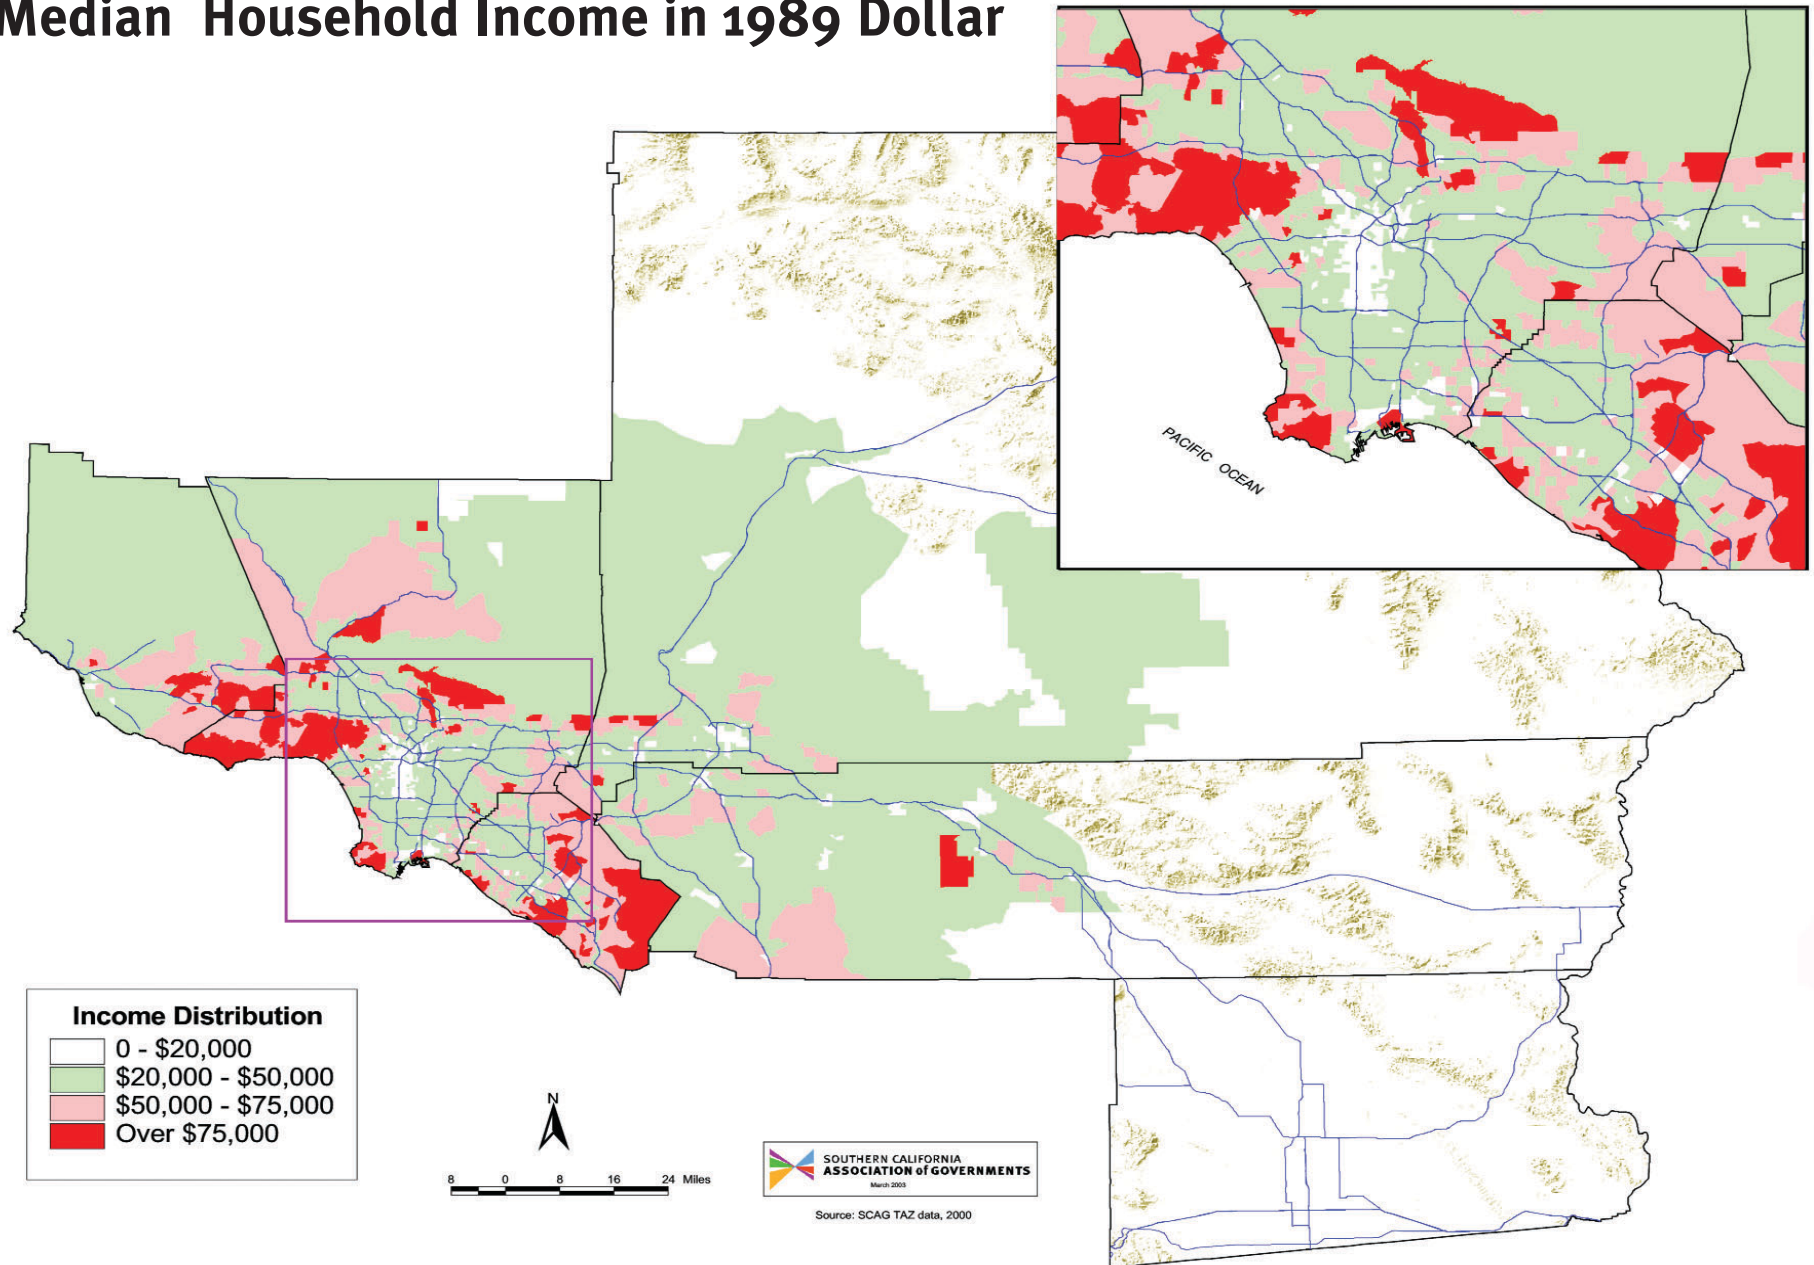 Median Household Income in 1989 Dollar
PACIFIC OCEAN
Income Distribution
0 - $20,000
$20,000 - $50,000
$50,000 - $75,000
Over $75,000
N
8 0 8 16 24 Miles
SOUTHERN CALIFORNIA
ASSOCIATION of GOVERNMENTS
March 2003
Source: SCAG TAZ data, 2000